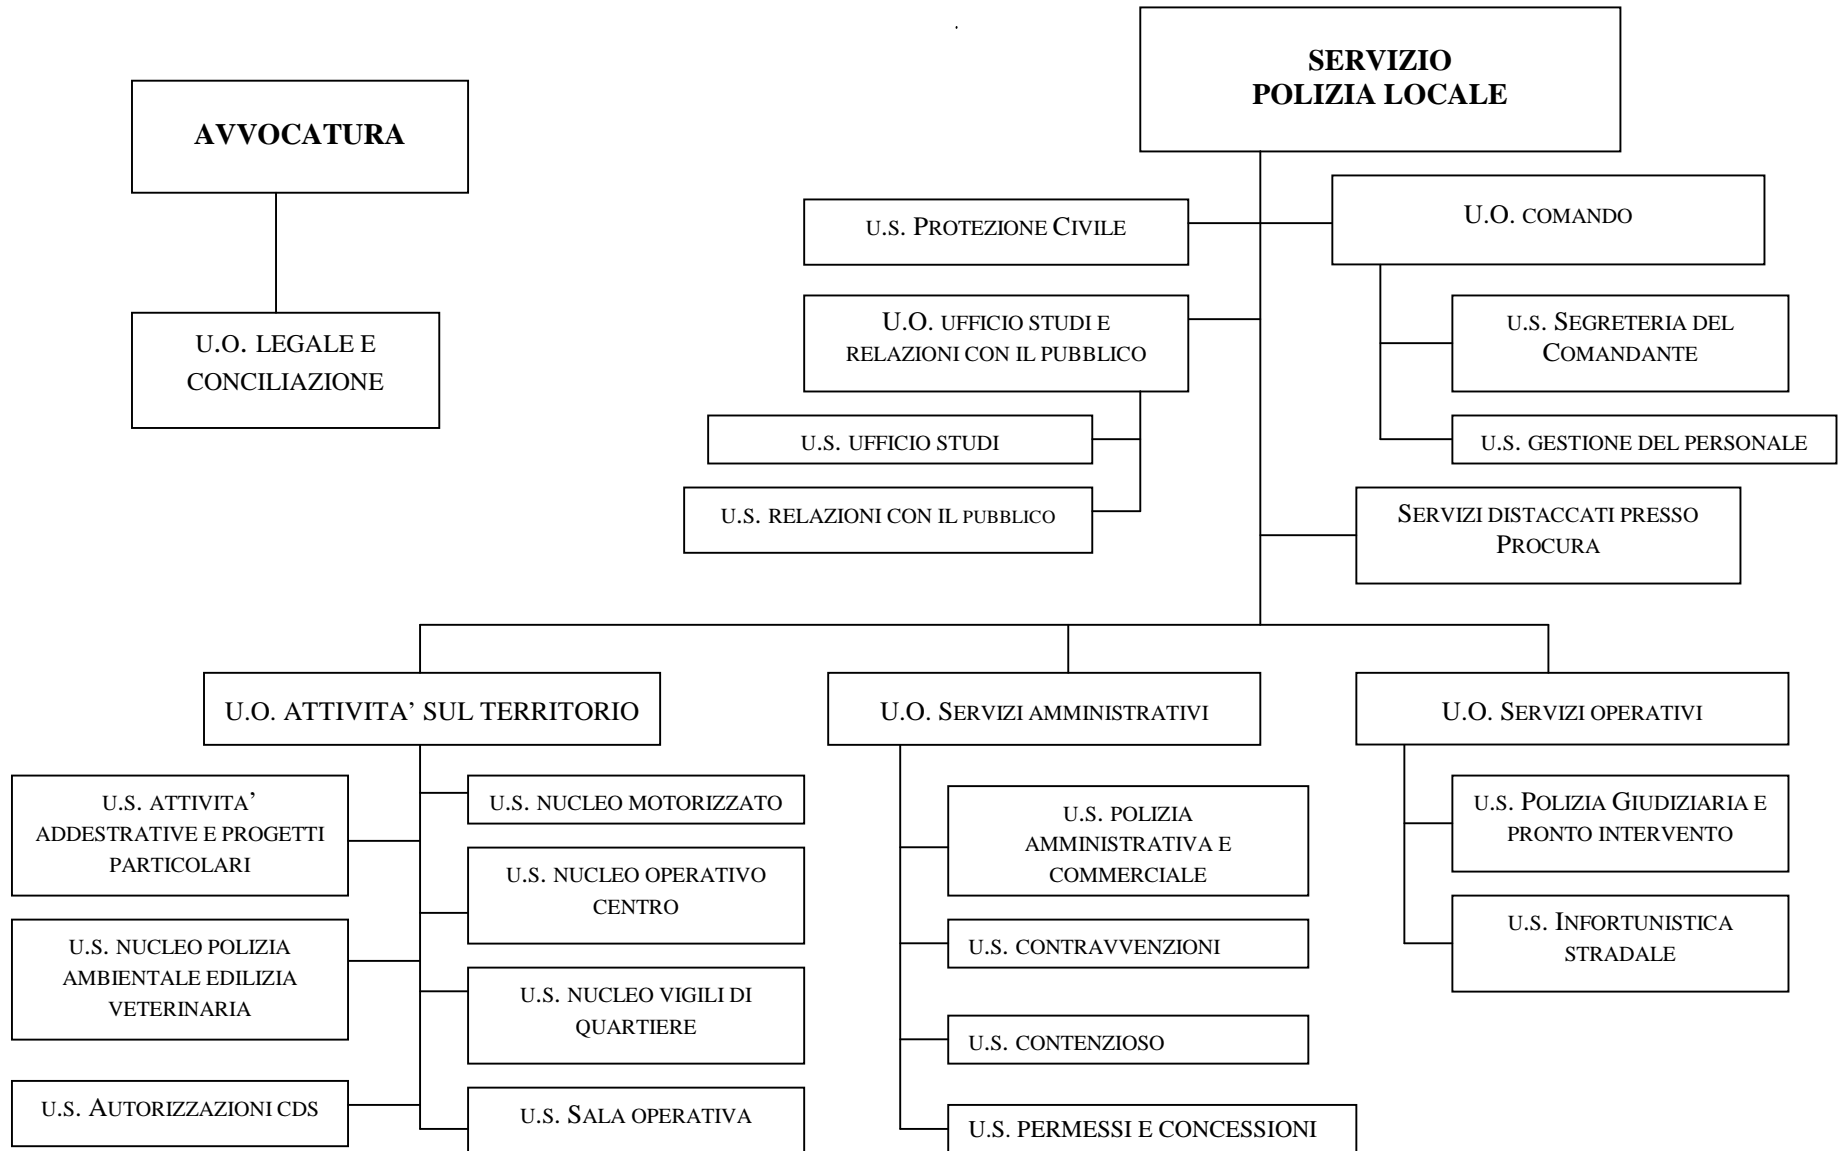 AVVOCATURA
U.O. LEGALE E
CONCILIAZIONE
SERVIZIO
POLIZIA LOCALE
U.S. PROTEZIONE CIVILE
U.O. COMANDO
U.O. UFFICIO STUDI E
RELAZIONI CON IL PUBBLICO
U.S. SEGRETERIA DEL
COMANDANTE
U.S. UFFICIO STUDI
U.S. GESTIONE DEL PERSONALE
U.S. RELAZIONI CON IL PUBBLICO
SERVIZI DISTACCATI PRESSO
PROCURA
U.O. ATTIVITA’ SUL TERRITORIO
U.S. ATTIVITA’
ADDESTRATIVE E PROGETTI
PARTICOLARI
U.S. NUCLEO POLIZIA
AMBIENTALE EDILIZIA
VETERINARIA
U.S. AUTORIZZAZIONI CDS
U.S. NUCLEO MOTORIZZATO
U.S. NUCLEO OPERATIVO
CENTRO
U.S. NUCLEO VIGILI DI
QUARTIERE
U.S. SALA OPERATIVA
U.O. SERVIZI AMMINISTRATIVI
U.S. POLIZIA
AMMINISTRATIVA E
COMMERCIALE
U.S. CONTRAVVENZIONI
U.S. CONTENZIOSO
U.S. PERMESSI E CONCESSIONI
U.O. SERVIZI OPERATIVI
U.S. POLIZIA GIUDIZIARIA E
PRONTO INTERVENTO
U.S. INFORTUNISTICA
STRADALE